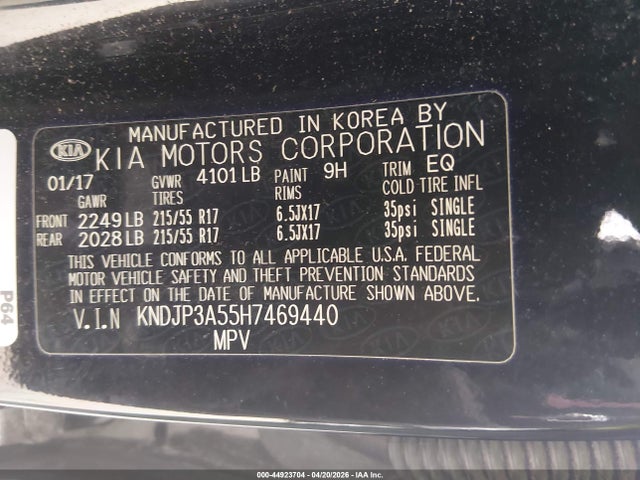 MANUFACTURED IN KOREA BY
KIA KIA MOTORS CORPORATION
01/17 GVWR 4101LB PAINT 9H TRIM EQ
GAWR TIRES RIMS COLD TIRE INFL
FRONT 2249LB 215/55 R17 6.5JX17 35psi SINGLE
REAR 2028LB 215/55 R17 6.5JX17 35psi SINGLE
THIS VEHICLE CONFORMS TO ALL APPLICABLE U.S.A. FEDERAL
MOTOR VEHICLE SAFETY AND THEFT PREVENTION STANDARDS
IN EFFECT ON THE DATE OF MANUFACTURE SHOWN ABOVE.
V.I.N KNDJP3A55H7469440
MPV
P64
000-44923704 - 04/20/2026 - IAA Inc.